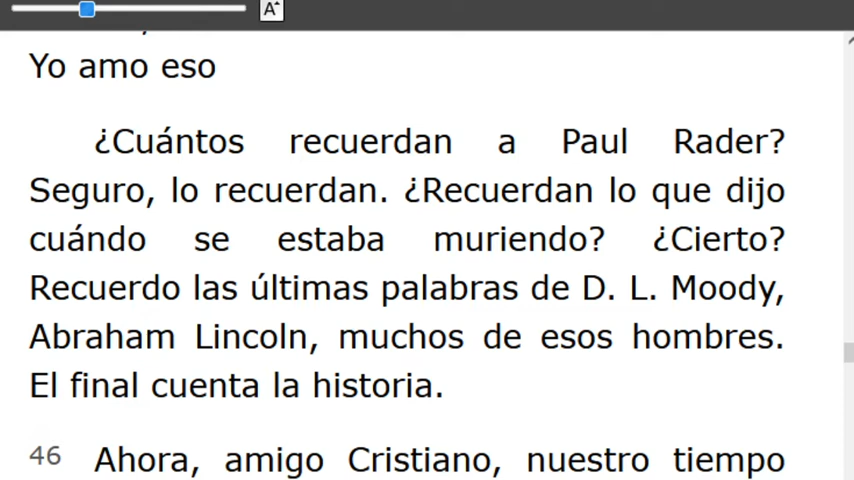 A
Yo amo eso
¿Cuántos recuerdan a Paul Rader?
Seguro, lo recuerdan. ¿Recuerdan lo que dijo
cuándo se estaba muriendo? ¿Cierto?
Recuerdo las últimas palabras de D. L. Moody,
Abraham Lincoln, muchos de esos hombres.
El final cuenta la historia.
46 Ahora, amigo Cristiano, nuestro tiempo